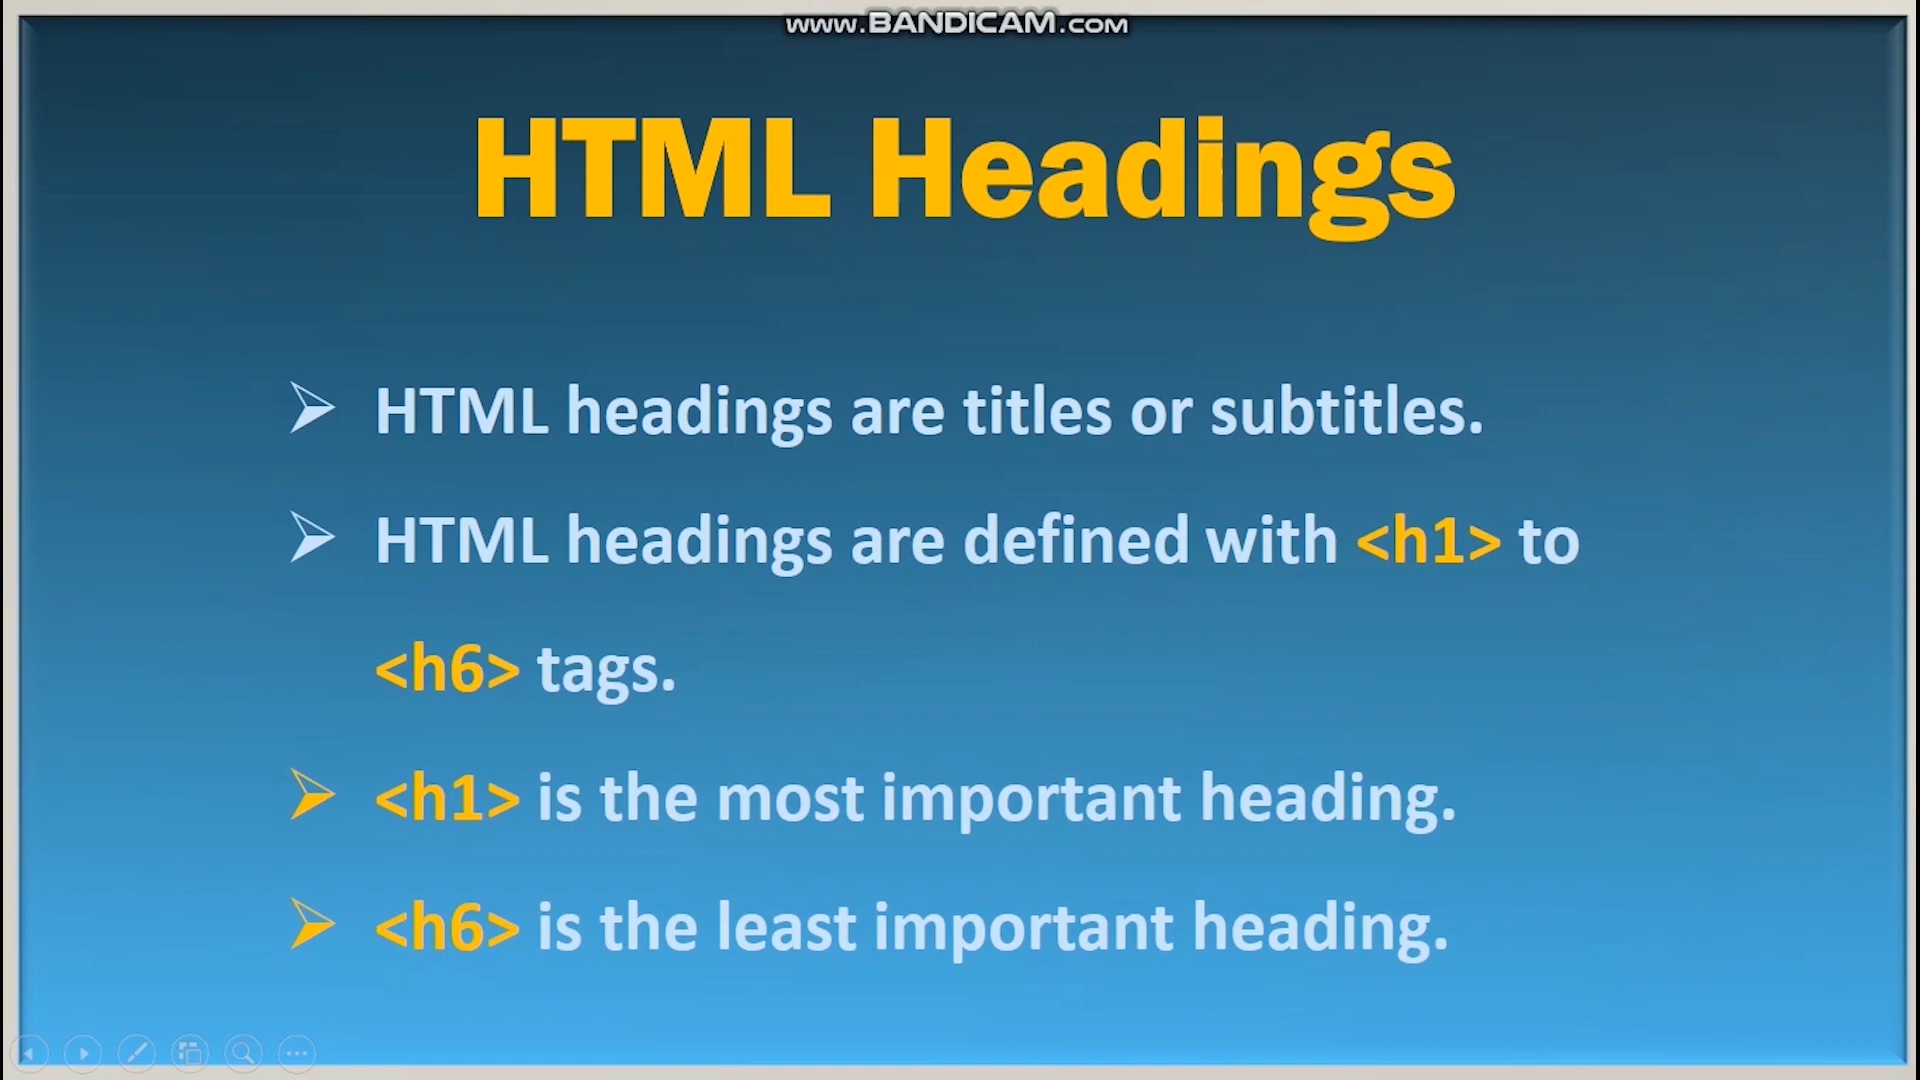 www.BANDICAM.com
HTML Headings
HTML headings are titles or subtitles.
HTML headings are defined with <h1> to
<h6> tags.
<h1> is the most important heading.
<h6> is the least important heading.